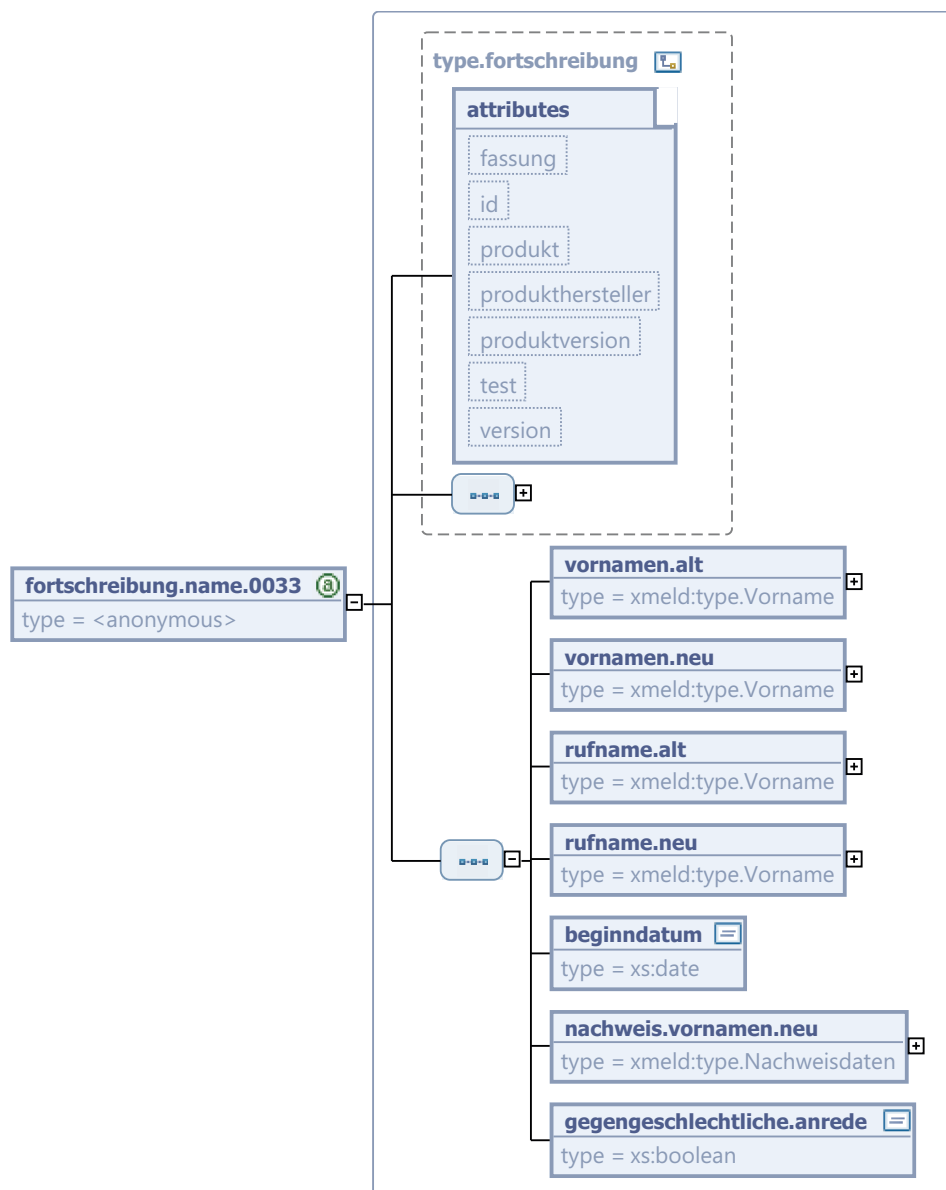 type.fortschreibung
attributes
fassung
id
produkt
produkthersteller
produktversion
test
version
fortschreibung.name.0033 @
type = <anonymous>
vornamen.alt
type = xmeld:type.Vorname
vornamen.neu
type = xmeld:type.Vorname
rufname.alt
type = xmeld:type.Vorname
rufname.neu
type = xmeld:type.Vorname
beginndatum
type = xs:date
nachweis.vornamen.neu
type = xmeld:type.Nachweisdaten
gegengeschlechtliche.anrede
type = xs:boolean